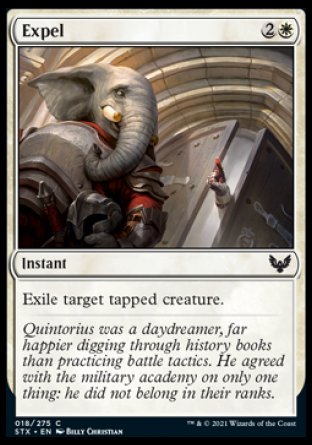 Expel 2
Instant
Exile target tapped creature.
Quintorius was a daydreamer, far
happier digging through history books
than practicing battle tactics. He agreed
with the military academy on only one
thing: he did not belong in their ranks.
018/275 C
STX • EN BILLY CHRISTIAN
™ & © 2021 Wizards of the Coast